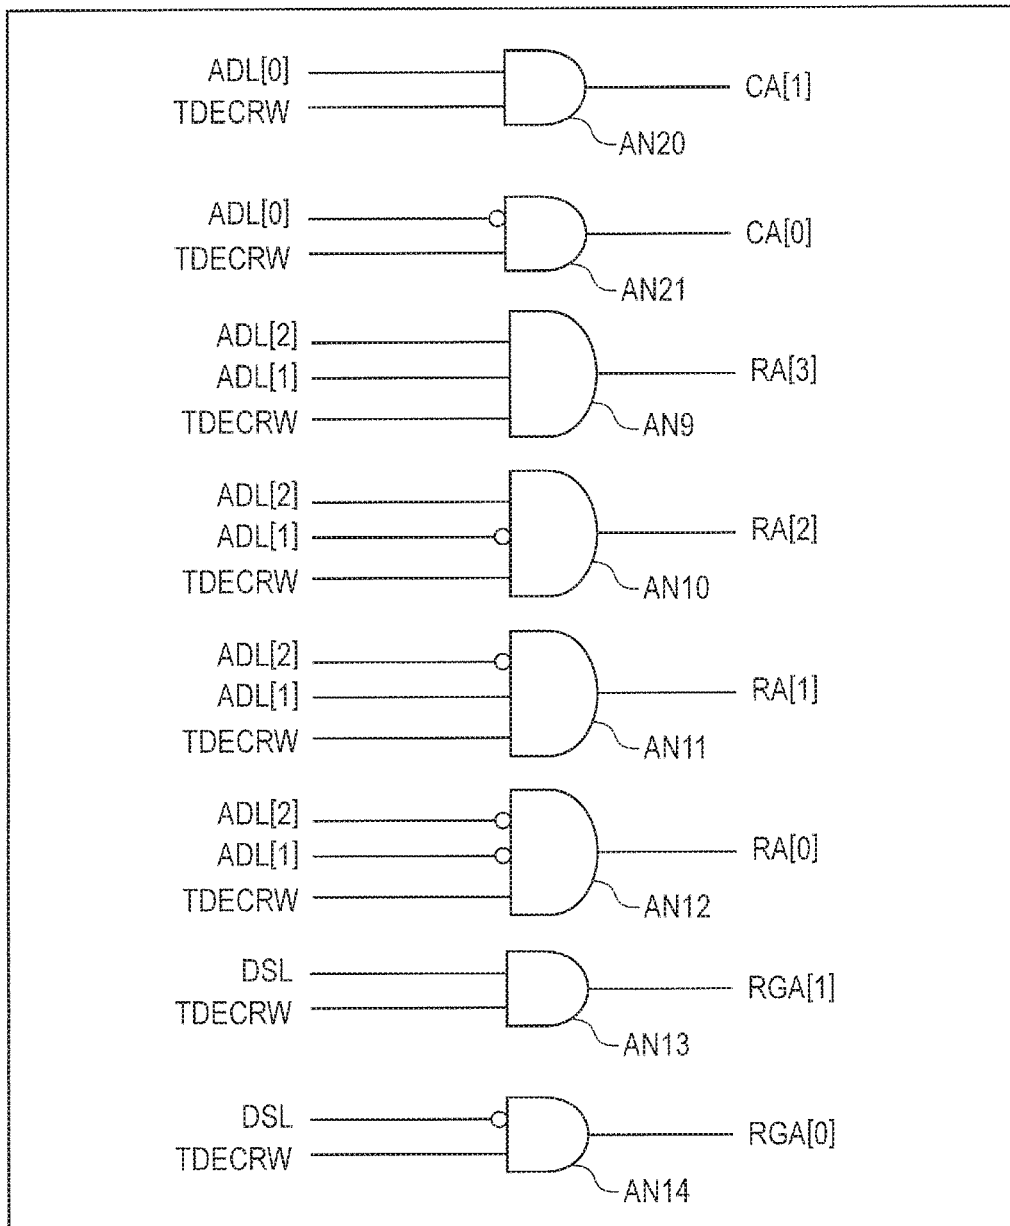 ADL[0]
TDECRW
CA[1]
AN20
ADL[0]
TDECRW
CA[0]
AN21
ADL[2]
ADL[1]
TDECRW
RA[3]
AN9
ADL[2]
ADL[1]
TDECRW
RA[2]
AN10
ADL[2]
ADL[1]
TDECRW
RA[1]
AN11
ADL[2]
ADL[1]
TDECRW
RA[0]
AN12
DSL
TDECRW
RGA[1]
AN13
DSL
TDECRW
RGA[0]
AN14